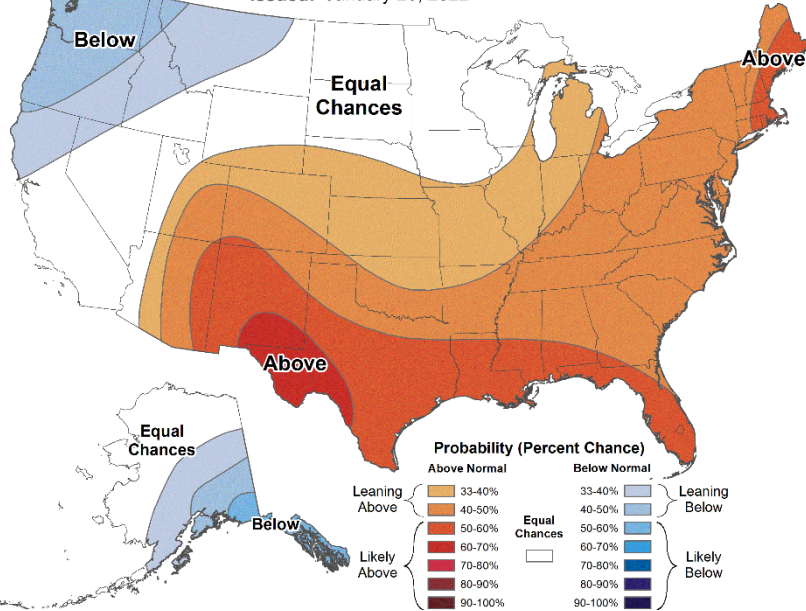 Below
Equal
Chances
Above
Above
Equal
Chances
Below
Probability (Percent Chance)
Above Normal
Below Normal
Leaning
Above
33-40%
40-50%
50-60%
60-70%
70-80%
80-90%
90-100%
Likely
Above
Equal
Chances
33-40%
40-50%
50-60%
60-70%
70-80%
80-90%
90-100%
Leaning
Below
Likely
Below